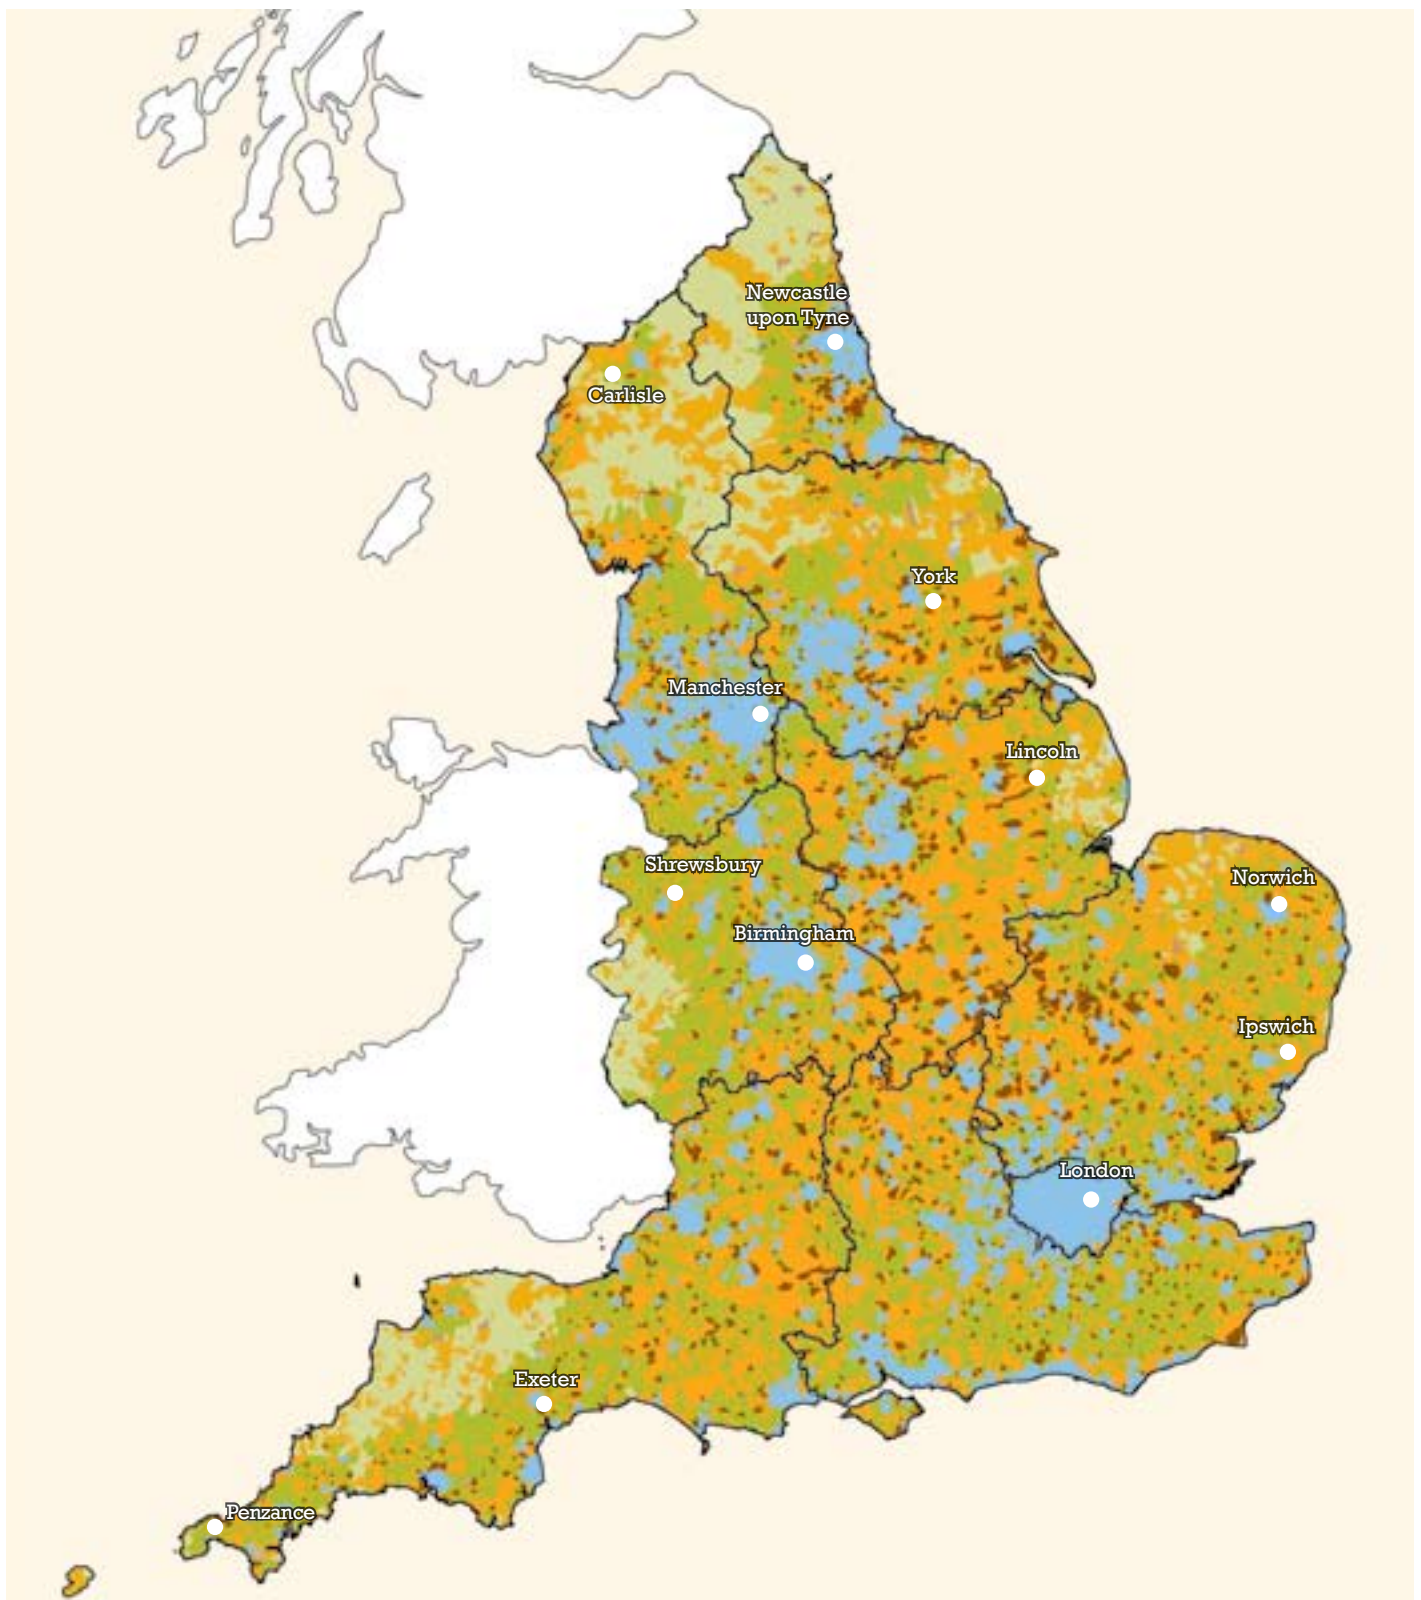 Newcastle
upon Tyne
Carlisle
York
Manchester
Lincoln
Shrewsbury
Norwich
Birmingham
Ipswich
London
Exeter
Penzance